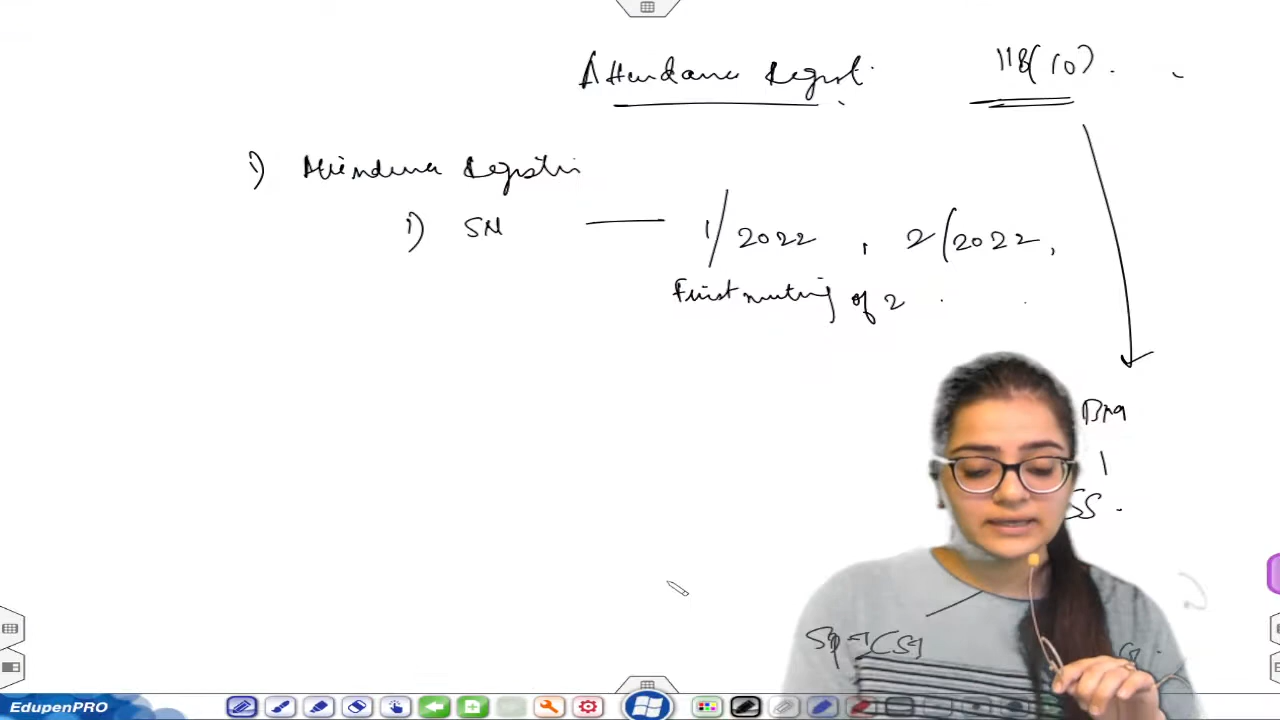 Attendance Regist. 118(10).
1) Attendance Register
1) SN — 1/2022, 2/2022,
First meeting of 2
BM
SS.
EdupenPRO